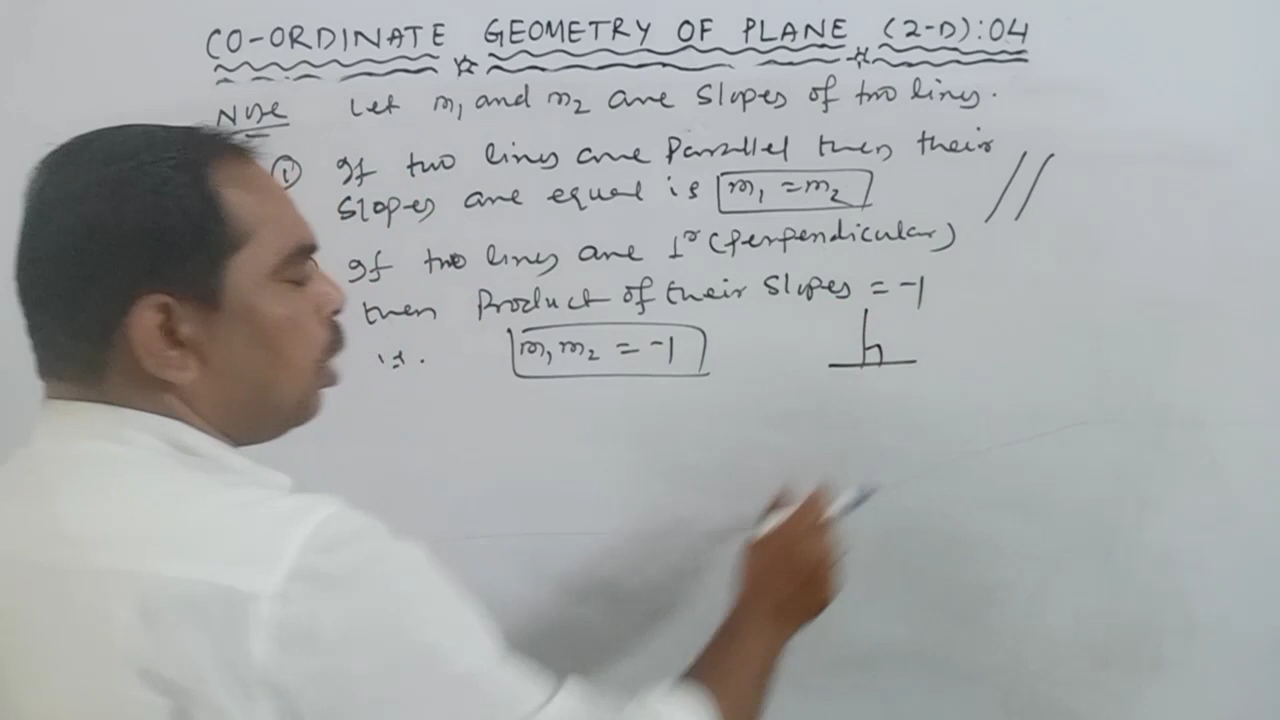 CO-ORDINATE GEOMETRY OF PLANE (2-D):04
Note Let m₁ and m₂ are Slopes of two lines.
① If two lines are Parallel then their
slopes are equal ie m₁ = m₂
If two lines are ⊥r (perpendicular)
then Product of their Slopes = -1
i.e. m₁ m₂ = -1